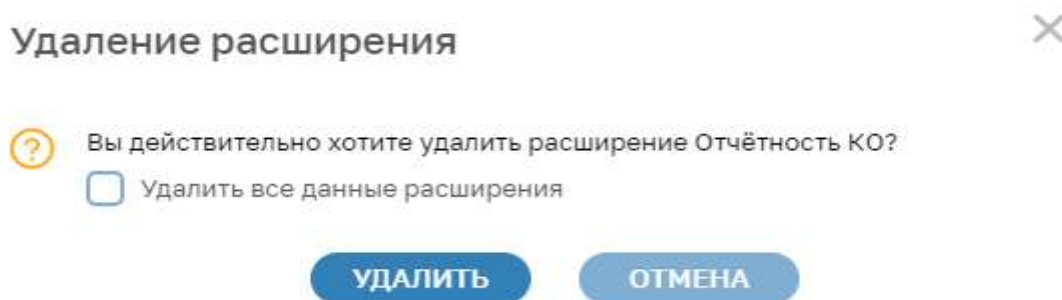 Удаление расширения
Вы действительно хотите удалить расширение Отчётность КО?
Удалить все данные расширения
УДАЛИТЬ ОТМЕНА